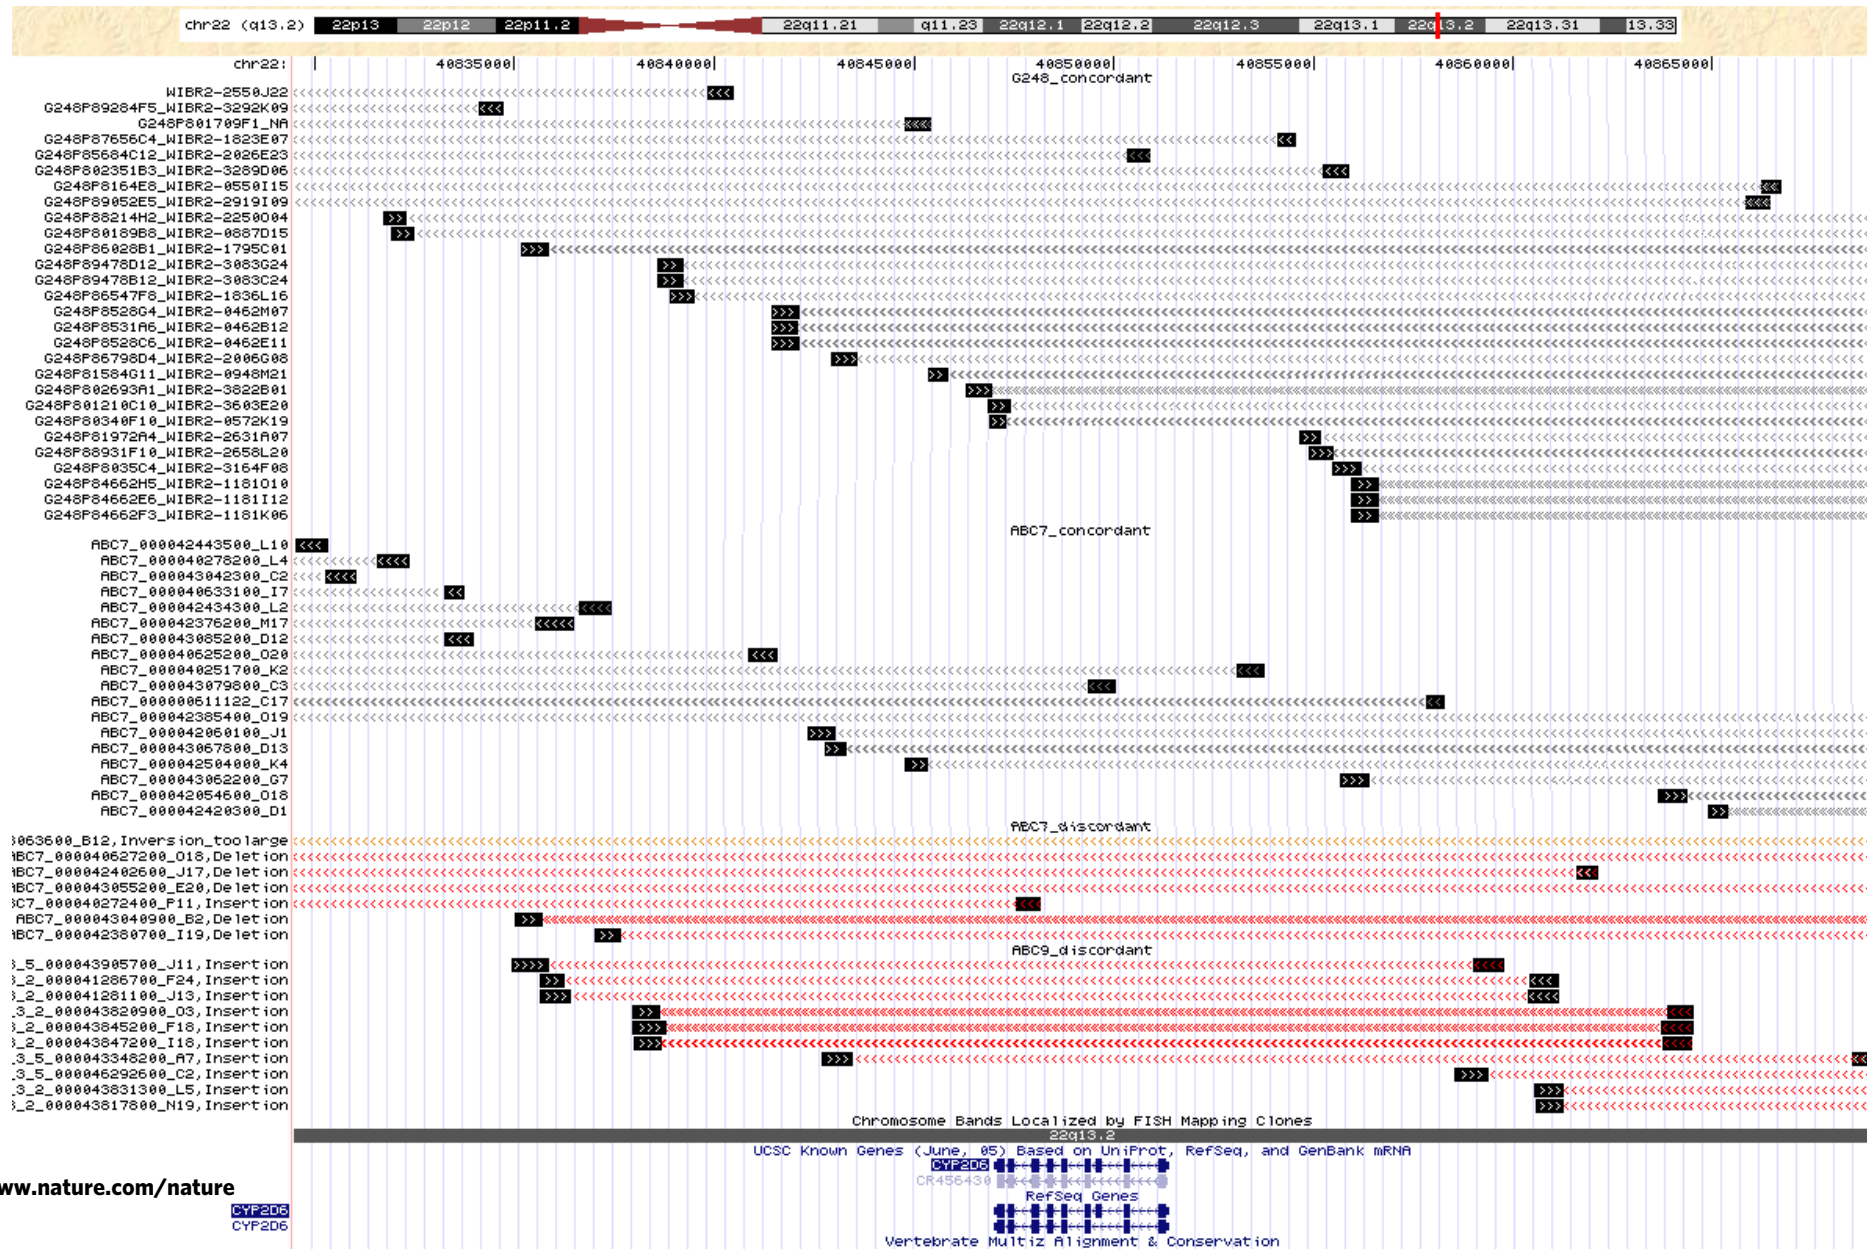 chr22 (q13.2) 22p13 22p12 22p11.2 22q11.21 q11.23 22q12.1 22q12.2 22q12.3 22q13.1 22q13.2 22q13.31 13.33
chr22: 40835000| 40840000| 40845000| 40850000| 40855000| 40860000| 40865000|
G248_concordant
WIBR2-2550J22
G248P89284F5_WIBR2-3292K09
G248P801709F1_NA
G248P87656C4_WIBR2-1823E07
G248P85684C12_WIBR2-2026E23
G248P802351B3_WIBR2-3289D06
G248P8164E8_WIBR2-0550I15
G248P89052E5_WIBR2-2919I09
G248P88214H2_WIBR2-2250O04
G248P80189B8_WIBR2-0887D15
G248P86028B1_WIBR2-1795C01
G248P89478D12_WIBR2-3083G24
G248P89478B12_WIBR2-3083C24
G248P86547F8_WIBR2-1836L16
G248P8528G4_WIBR2-0462M07
G248P8531A6_WIBR2-0462B12
G248P8528C6_WIBR2-0462E11
G248P86798D4_WIBR2-2006G08
G248P81584G11_WIBR2-0948M21
G248P802693A1_WIBR2-3822B01
G248P801210C10_WIBR2-3603E20
G248P80340F10_WIBR2-0572K19
G248P81972A4_WIBR2-2631A07
G248P88931F10_WIBR2-2658L20
G248P8035C4_WIBR2-3164F08
G248P84662H5_WIBR2-1181O10
G248P84662E6_WIBR2-1181I12
G248P84662F3_WIBR2-1181K06
ABC7_concordant
ABC7_000042443500_L10
ABC7_000040278200_L4
ABC7_000043042300_C2
ABC7_000040633100_I7
ABC7_000042434300_L2
ABC7_000042376200_M17
ABC7_000043085200_D12
ABC7_000040625200_O20
ABC7_000040251700_K2
ABC7_000043079800_C3
ABC7_000000611122_C17
ABC7_000042385400_O19
ABC7_000042060100_J1
ABC7_000043067800_D13
ABC7_000042504000_K4
ABC7_000043062200_G7
ABC7_000042054600_O18
ABC7_000042420300_D1
ABC7_discordant
3063600_B12,Inversion_toolarge
ABC7_000040627200_O18,Deletion
ABC7_000042402600_J17,Deletion
ABC7_000043055200_E20,Deletion
BC7_000040272400_P11,Insertion
ABC7_000043040900_B2,Deletion
ABC7_000042380700_I19,Deletion
ABC9_discordant
_5_000043905700_J11,Insertion
_2_000041286700_F24,Insertion
_2_000041281100_J13,Insertion
_3_2_000043820900_O3,Insertion
_2_000043845200_F18,Insertion
_2_000043847200_I18,Insertion
_3_5_000043348200_A7,Insertion
_3_5_000046292600_C2,Insertion
_3_2_000043831300_L5,Insertion
_2_000043817800_N19,Insertion
Chromosome Bands Localized by FISH Mapping Clones
22q13.2
UCSC Known Genes (June, 05) Based on UniProt, RefSeq, and GenBank mRNA
CYP2D6
CR456430
ww.nature.com/nature
RefSeq Genes
CYP2D6
CYP2D6
Vertebrate Multiz Alignment & Conservation